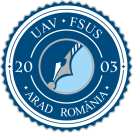 UAV · FSUS
20 03
· ARAD ROMÂNIA ·